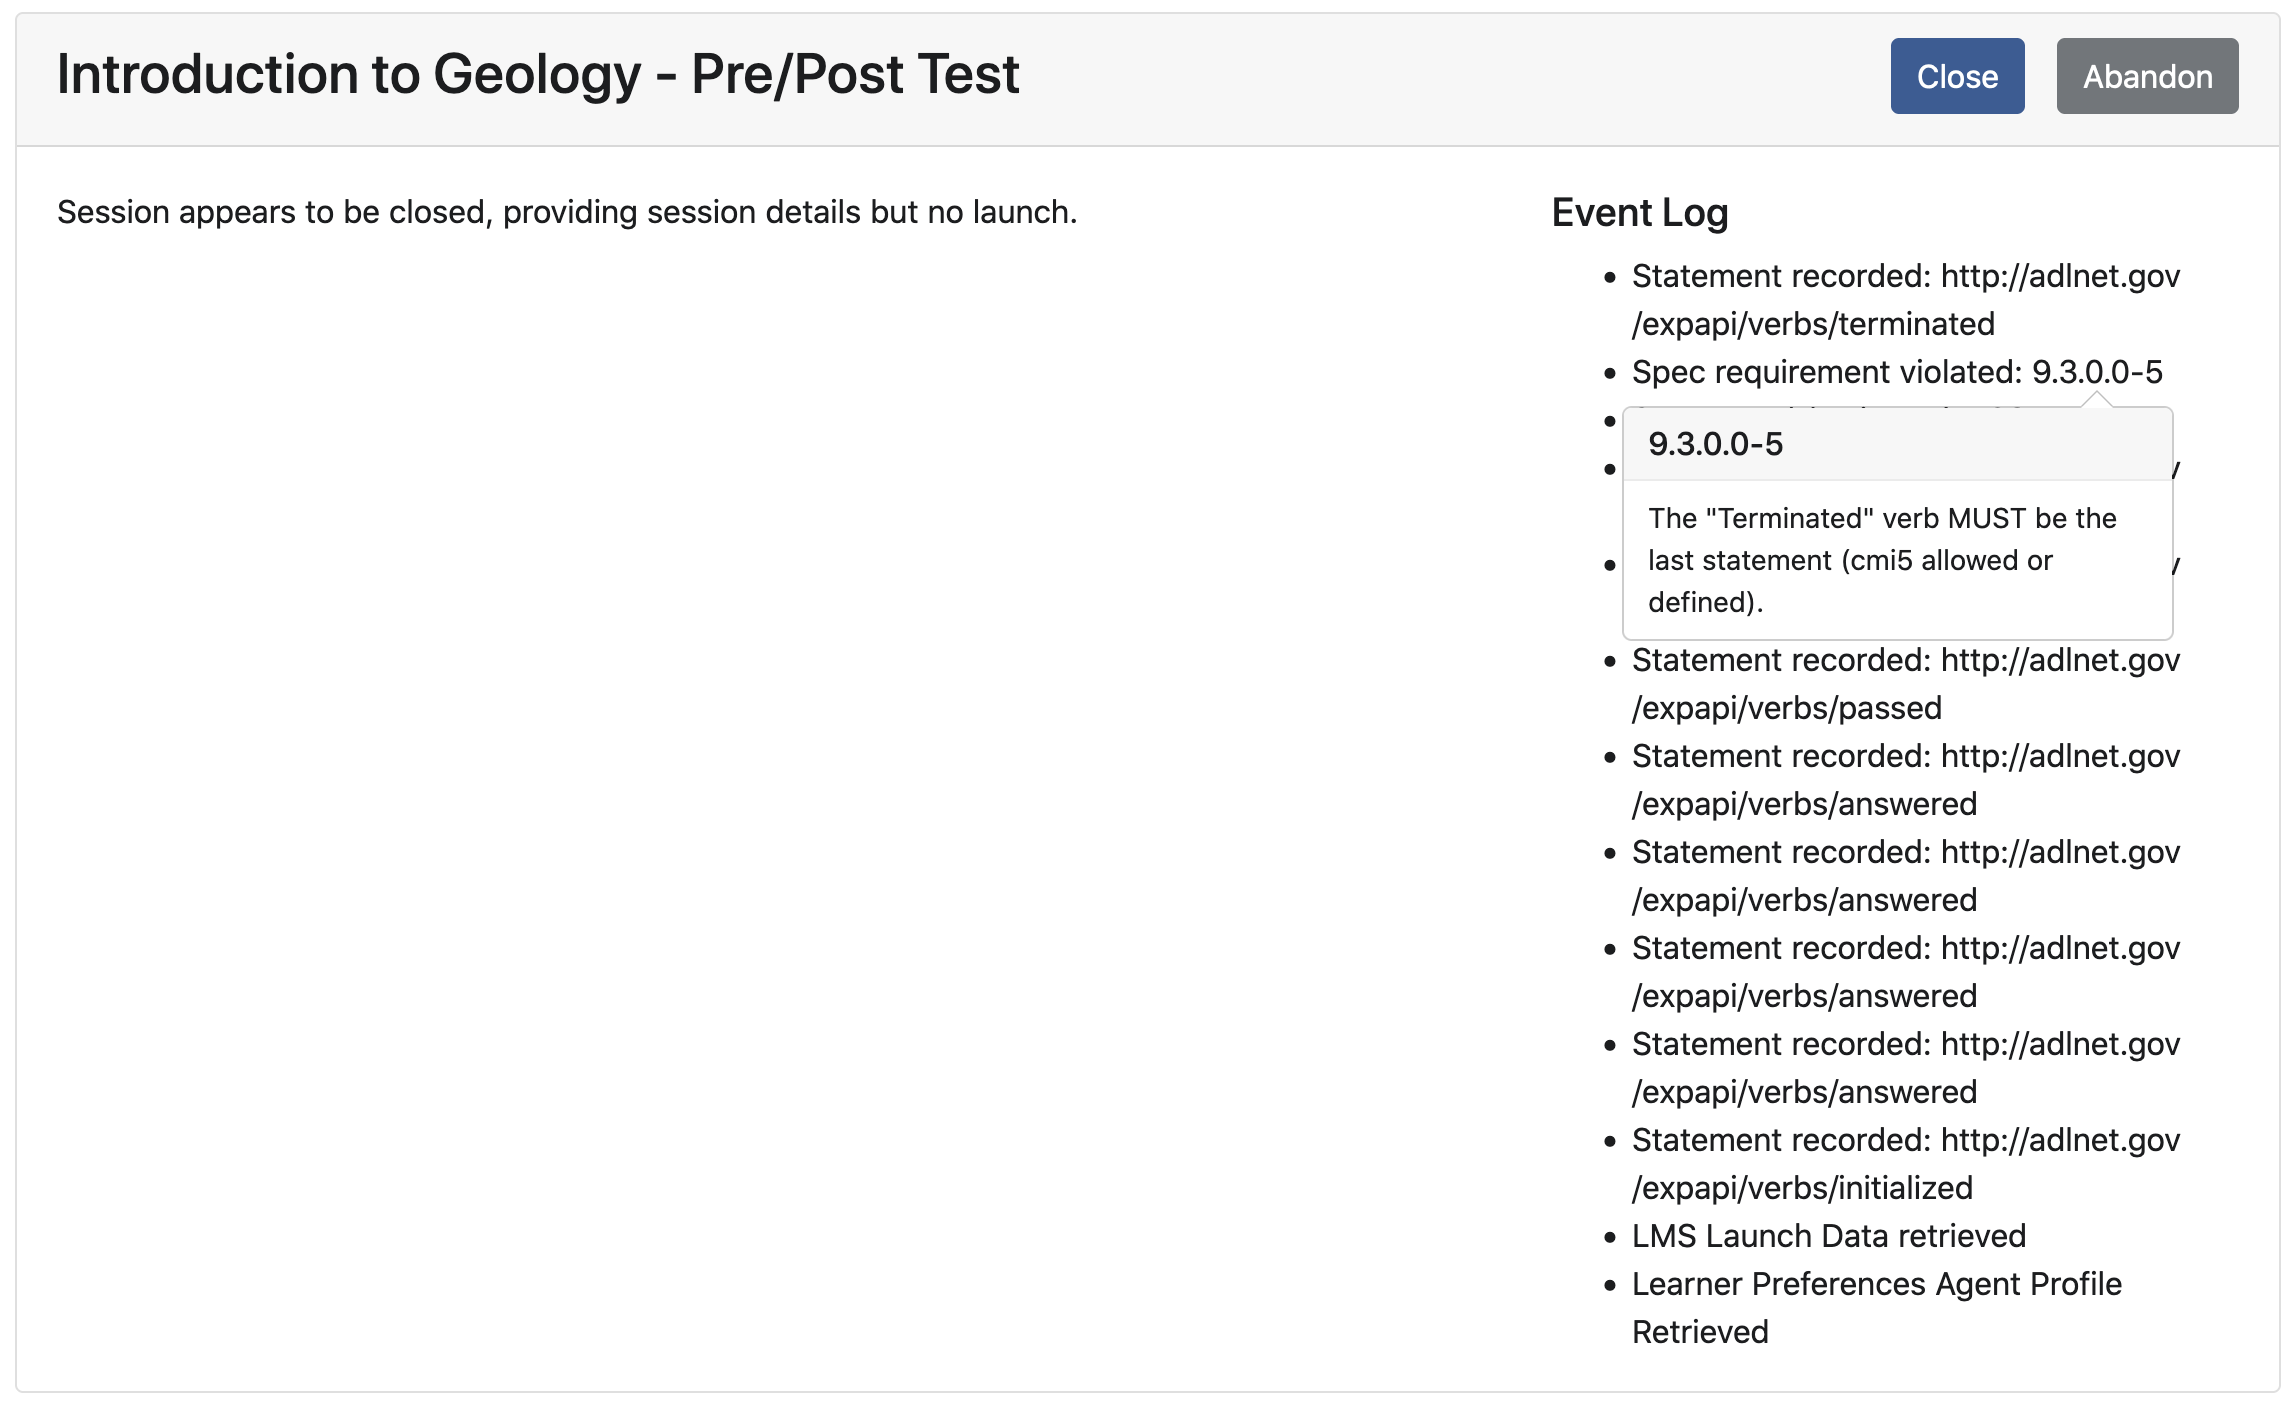 Introduction to Geology - Pre/Post Test
Close
Abandon
Session appears to be closed, providing session details but no launch.
Event Log
Statement recorded: http://adlnet.gov
/expapi/verbs/terminated
Spec requirement violated: 9.3.0.0-5
9.3.0.0-5
The "Terminated" verb MUST be the
last statement (cmi5 allowed or
defined).
Statement recorded: http://adlnet.gov
/expapi/verbs/passed
Statement recorded: http://adlnet.gov
/expapi/verbs/answered
Statement recorded: http://adlnet.gov
/expapi/verbs/answered
Statement recorded: http://adlnet.gov
/expapi/verbs/answered
Statement recorded: http://adlnet.gov
/expapi/verbs/answered
Statement recorded: http://adlnet.gov
/expapi/verbs/initialized
LMS Launch Data retrieved
Learner Preferences Agent Profile
Retrieved